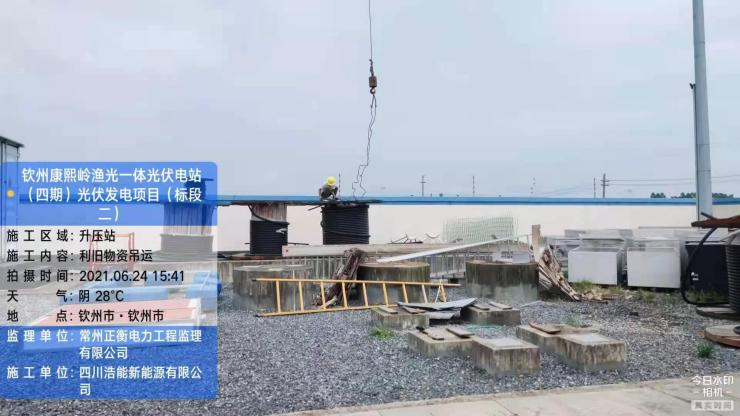 钦州康熙岭渔光一体光伏电站
（四期）光伏发电项目（标段
二）
施工区域：升压站
施工内容：利旧物资吊运
拍摄时间：2021.06.24 15:41
天　　气：阴 28℃
地　　点：钦州市·钦州市
监理单位：常州正衡电力工程监理
有限公司
施工单位：四川浩能新能源有限公
司
今日水印
相机
真实时间